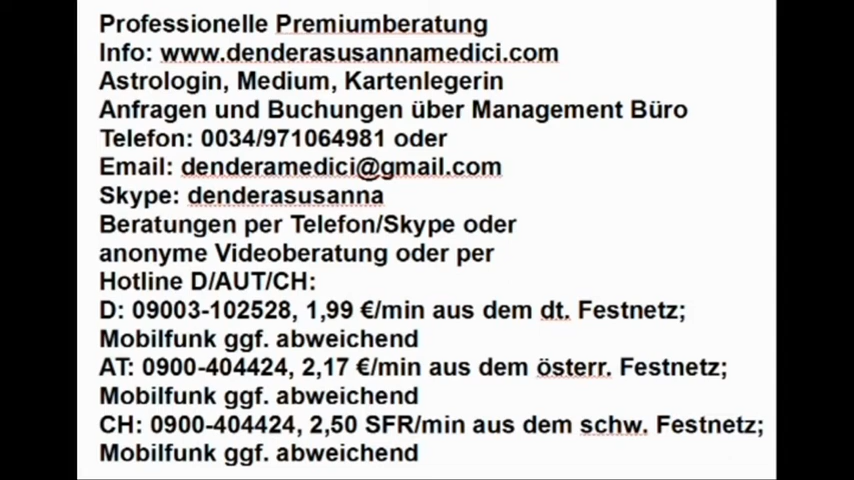 Professionelle Premiumberatung
Info: www.denderasusannamedici.com
Astrologin, Medium, Kartenlegerin
Anfragen und Buchungen über Management Büro
Telefon: 0034/971064981 oder
Email: denderamedici@gmail.com
Skype: denderasusanna
Beratungen per Telefon/Skype oder
anonyme Videoberatung oder per
Hotline D/AUT/CH:
D: 09003-102528, 1,99 €/min aus dem dt. Festnetz;
Mobilfunk ggf. abweichend
AT: 0900-404424, 2,17 €/min aus dem österr. Festnetz;
Mobilfunk ggf. abweichend
CH: 0900-404424, 2,50 SFR/min aus dem schw. Festnetz;
Mobilfunk ggf. abweichend